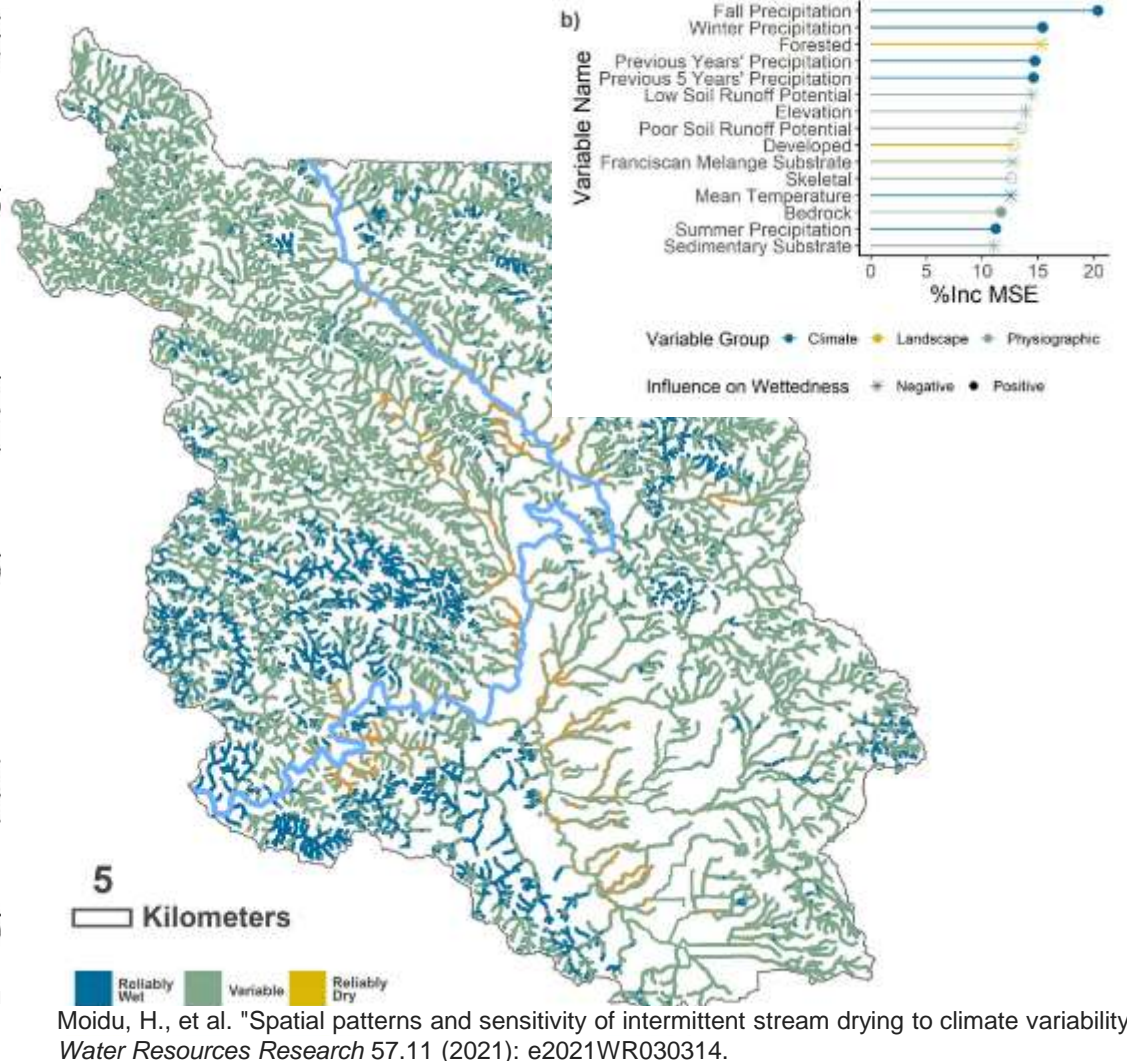 b)
Variable Name
Fall Precipitation
Winter Precipitation
Forested
Previous Years' Precipitation
Previous 5 Years' Precipitation
Low Soil Runoff Potential
Elevation
Poor Soil Runoff Potential
Developed
Franciscan Melange Substrate
Skeletal
Mean Temperature
Bedrock
Summer Precipitation
Sedimentary Substrate
0 5 10 15 20
%Inc MSE
Variable Group Climate Landscape Physiographic
Influence on Wettedness Negative Positive
5
Kilometers
Reliably Wet Variable Reliably Dry
Moidu, H., et al. "Spatial patterns and sensitivity of intermittent stream drying to climate variability
Water Resources Research 57.11 (2021): e2021WR030314.